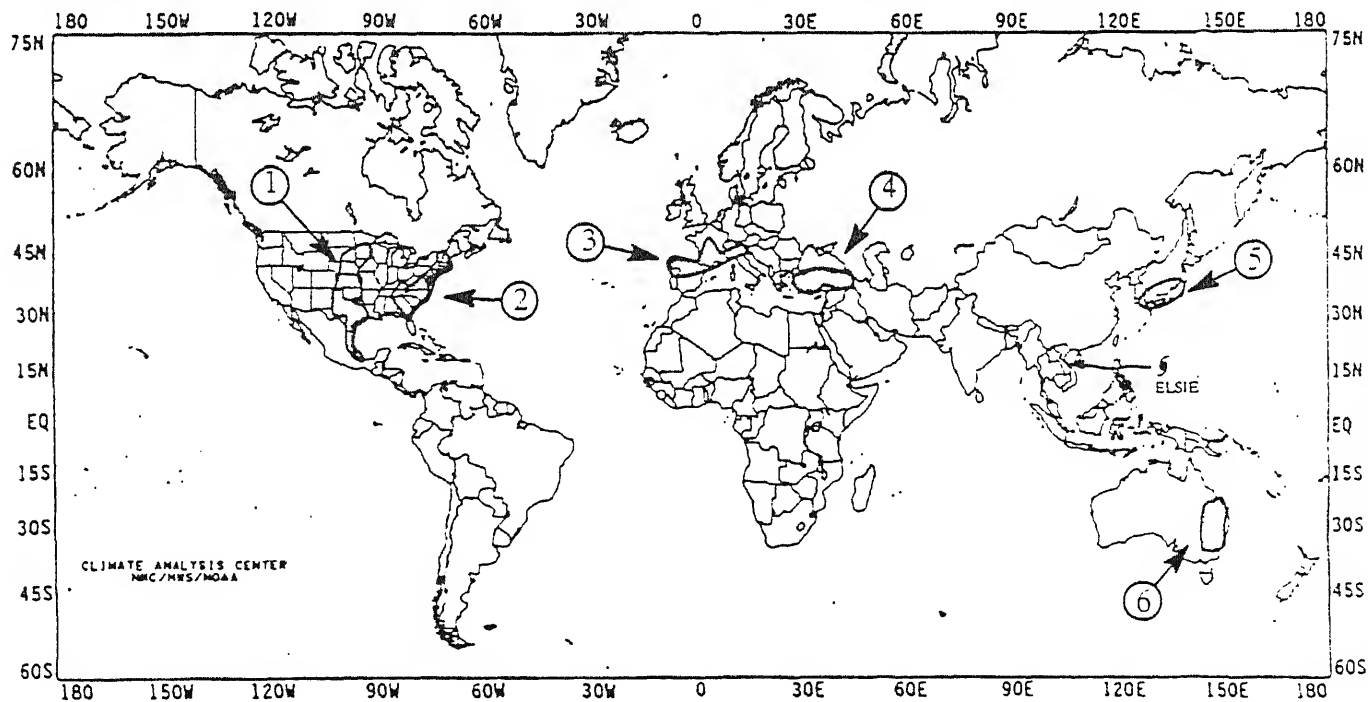 180 150W 120W 90W 60W 30W 0 30E 60E 90E 120E 150E 180
75N 75N
60N 60N
1
4
3
45N 45N
5
2
30N 30N
15N 15N
ELSIE
EQ EQ
15S 15S
30S 30S
CLIMATE ANALYSIS CENTER
NMC/NWS/NOAA
45S 45S
6
60S 60S
180 150W 120W 90W 60W 30W 0 30E 60E 90E 120E 150E 180